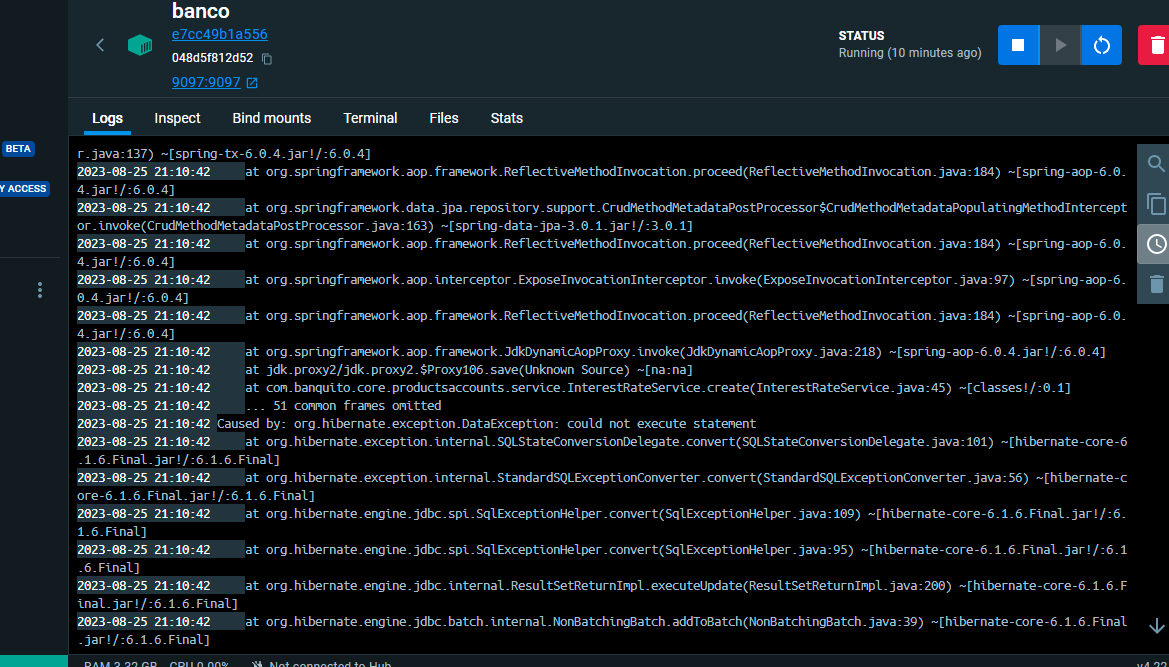 banco
e7cc49b1a556
048d5f812d52
9097:9097
STATUS
Running (10 minutes ago)
Logs
Inspect
Bind mounts
Terminal
Files
Stats
BETA
Y ACCESS
r.java:137) ~[spring-tx-6.0.4.jar!/:6.0.4]
2023-08-25 21:10:42 at org.springframework.aop.framework.ReflectiveMethodInvocation.proceed(ReflectiveMethodInvocation.java:184) ~[spring-aop-6.0.
4.jar!/:6.0.4]
2023-08-25 21:10:42 at org.springframework.data.jpa.repository.support.CrudMethodMetadataPostProcessor$CrudMethodMetadataPopulatingMethodIntercept
or.invoke(CrudMethodMetadataPostProcessor.java:163) ~[spring-data-jpa-3.0.1.jar!/:3.0.1]
2023-08-25 21:10:42 at org.springframework.aop.framework.ReflectiveMethodInvocation.proceed(ReflectiveMethodInvocation.java:184) ~[spring-aop-6.0.
4.jar!/:6.0.4]
2023-08-25 21:10:42 at org.springframework.aop.interceptor.ExposeInvocationInterceptor.invoke(ExposeInvocationInterceptor.java:97) ~[spring-aop-6.
0.4.jar!/:6.0.4]
2023-08-25 21:10:42 at org.springframework.aop.framework.ReflectiveMethodInvocation.proceed(ReflectiveMethodInvocation.java:184) ~[spring-aop-6.0.
4.jar!/:6.0.4]
2023-08-25 21:10:42 at org.springframework.aop.framework.JdkDynamicAopProxy.invoke(JdkDynamicAopProxy.java:218) ~[spring-aop-6.0.4.jar!/:6.0.4]
2023-08-25 21:10:42 at jdk.proxy2/jdk.proxy2.$Proxy106.save(Unknown Source) ~[na:na]
2023-08-25 21:10:42 at com.banquito.core.productsaccounts.service.InterestRateService.create(InterestRateService.java:45) ~[classes!/:0.1]
2023-08-25 21:10:42 ... 51 common frames omitted
2023-08-25 21:10:42 Caused by: org.hibernate.exception.DataException: could not execute statement
2023-08-25 21:10:42 at org.hibernate.exception.internal.SQLStateConversionDelegate.convert(SQLStateConversionDelegate.java:101) ~[hibernate-core-6
.1.6.Final.jar!/:6.1.6.Final]
2023-08-25 21:10:42 at org.hibernate.exception.internal.StandardSQLExceptionConverter.convert(StandardSQLExceptionConverter.java:56) ~[hibernate-c
ore-6.1.6.Final.jar!/:6.1.6.Final]
2023-08-25 21:10:42 at org.hibernate.engine.jdbc.spi.SqlExceptionHelper.convert(SqlExceptionHelper.java:109) ~[hibernate-core-6.1.6.Final.jar!/:6.
1.6.Final]
2023-08-25 21:10:42 at org.hibernate.engine.jdbc.spi.SqlExceptionHelper.convert(SqlExceptionHelper.java:95) ~[hibernate-core-6.1.6.Final.jar!/:6.1
.6.Final]
2023-08-25 21:10:42 at org.hibernate.engine.jdbc.internal.ResultSetReturnImpl.executeUpdate(ResultSetReturnImpl.java:200) ~[hibernate-core-6.1.6.F
inal.jar!/:6.1.6.Final]
2023-08-25 21:10:42 at org.hibernate.engine.jdbc.batch.internal.NonBatchingBatch.addToBatch(NonBatchingBatch.java:39) ~[hibernate-core-6.1.6.Final
.jar!/:6.1.6.Final]
RAM 3.32 GB CPU 0.00% Not connected to Hub
v4.22